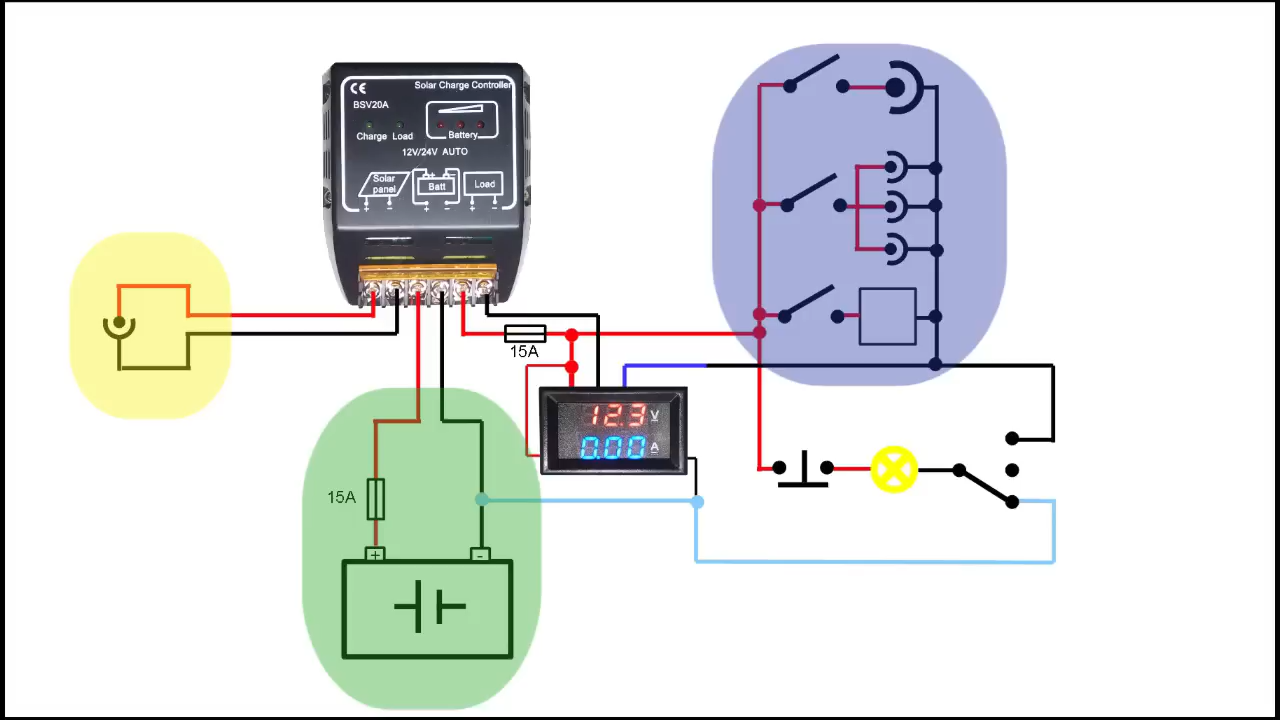 CE
Solar Charge Controller
BSV20A
Charge Load
Battery
12V/24V AUTO
Solar
panel
Batt
Load
+ -
+ -
+ -
15A
12.3 V
0.00 A
15A
+
-